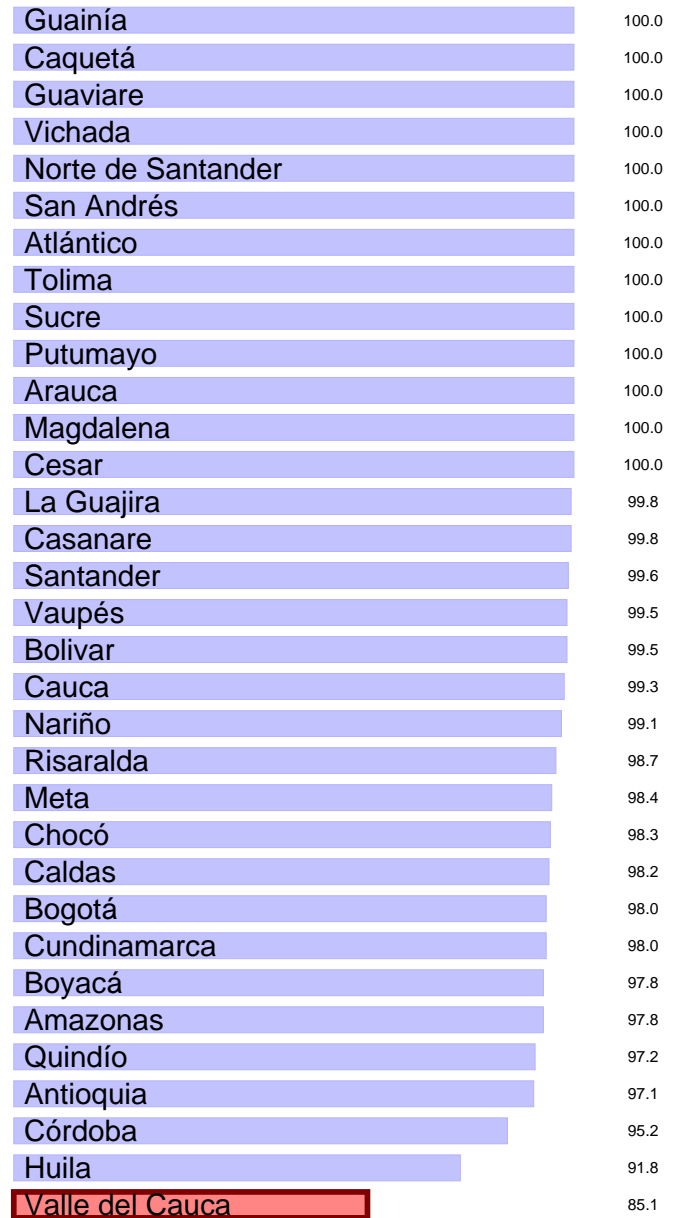 Guainía 100.0
Caquetá 100.0
Guaviare 100.0
Vichada 100.0
Norte de Santander 100.0
San Andrés 100.0
Atlántico 100.0
Tolima 100.0
Sucre 100.0
Putumayo 100.0
Arauca 100.0
Magdalena 100.0
Cesar 100.0
La Guajira 99.8
Casanare 99.8
Santander 99.6
Vaupés 99.5
Bolivar 99.5
Cauca 99.3
Nariño 99.1
Risaralda 98.7
Meta 98.4
Chocó 98.3
Caldas 98.2
Bogotá 98.0
Cundinamarca 98.0
Boyacá 97.8
Amazonas 97.8
Quindío 97.2
Antioquia 97.1
Córdoba 95.2
Huila 91.8
Valle del Cauca 85.1